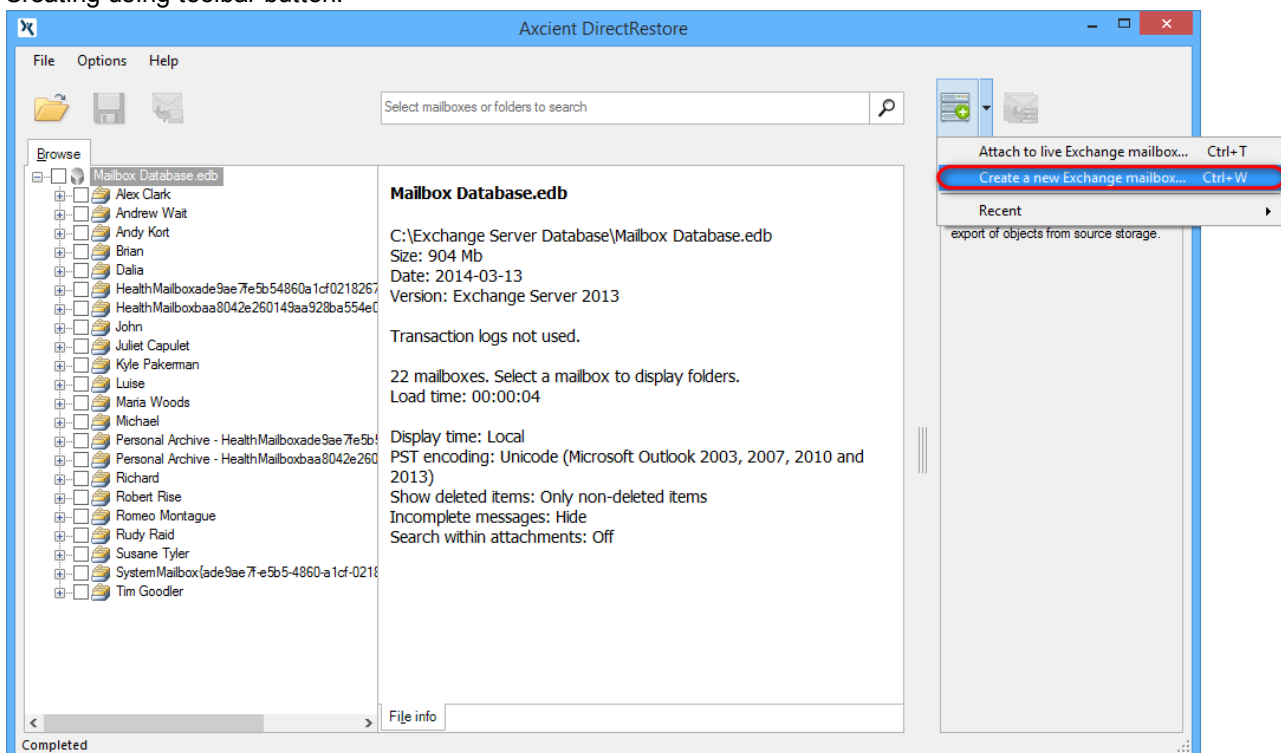 Creating using toolbar button:
Axcient DirectRestore
File Options Help
Select mailboxes or folders to search
Attach to live Exchange mailbox... Ctrl+T
Create a new Exchange mailbox... Ctrl+W
Recent
export of objects from source storage.
Browse
Mailbox Database.edb
Alex Clark
Andrew Wait
Andy Kort
Brian
Dalia
HealthMailboxade9ae7fe5b54860a1cf0218267
HealthMailboxbaa8042e260149aa928ba554e0
John
Juliet Capulet
Kyle Pakerman
Luise
Maria Woods
Michael
Personal Archive - HealthMailboxade9ae7fe5b5
Personal Archive - HealthMailboxbaa8042e260
Richard
Robert Rise
Romeo Montague
Rudy Raid
Susane Tyler
SystemMailbox{ade9ae7f-e5b5-4860-a1cf-0218
Tim Goodler
Mailbox Database.edb
C:\Exchange Server Database\Mailbox Database.edb
Size: 904 Mb
Date: 2014-03-13
Version: Exchange Server 2013
Transaction logs not used.
22 mailboxes. Select a mailbox to display folders.
Load time: 00:00:04
Display time: Local
PST encoding: Unicode (Microsoft Outlook 2003, 2007, 2010 and
2013)
Show deleted items: Only non-deleted items
Incomplete messages: Hide
Search within attachments: Off
File info
Completed